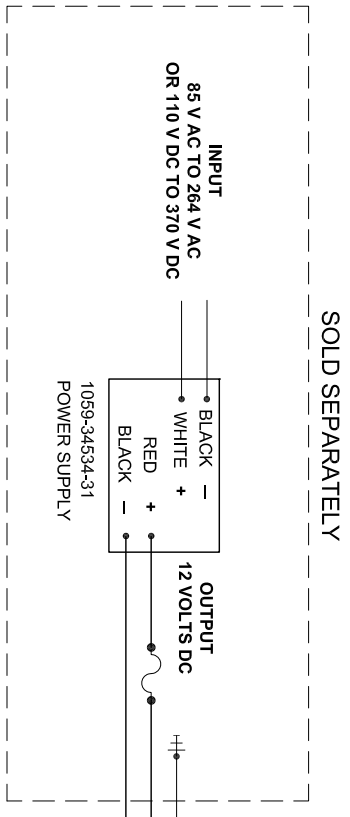 SOLD SEPARATELY
INPUT
85 V AC TO 264 V AC
OR 110 V DC TO 370 V DC
BLACK –
WHITE +
RED +
BLACK –
1059-34534-31
POWER SUPPLY
OUTPUT
12 VOLTS DC